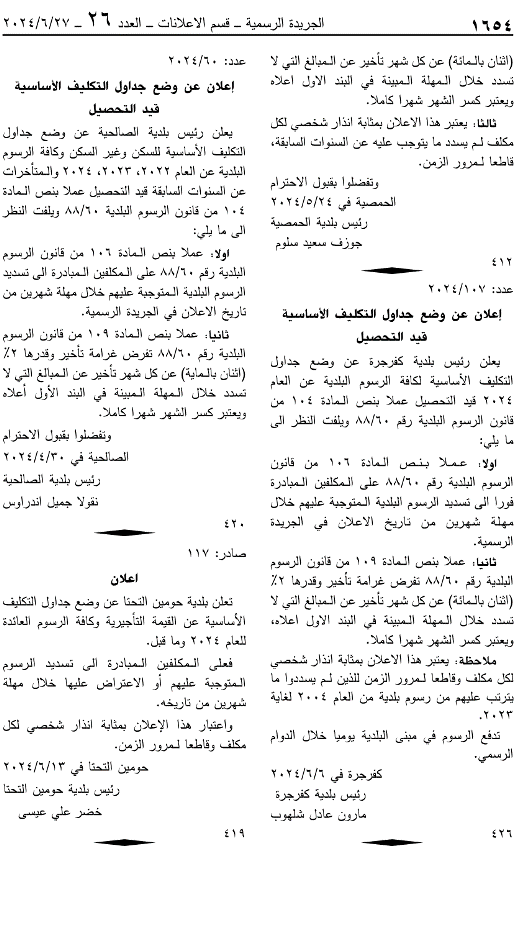 ١٦٥٤
الجريدة الرسمية ــ قسم الاعلانات ــ العدد ٢٦ ــ ٢٠٢٤/٦/٢٧
(اثنان بالمائة) عن كل شهر تأخير عن المبالغ التي لا
تسدد خلال المهلة المبينة في البند الاول اعلاه
ويعتبر كسر الشهر شهرا كاملا.
ثالثا: يعتبر هذا الاعلان بمثابة انذار شخصي لكل
مكلف لم يسدد ما يتوجب عليه عن السنوات السابقة،
قاطعا لمرور الزمن.
وتفضلوا بقبول الاحترام
الحمصية في ٢٠٢٤/٥/٢٤
رئيس بلدية الحمصية
جوزف سعيد سلوم
٤١٢
عدد: ٢٠٢٤/١٠٧
إعلان عن وضع جداول التكليف الأساسية
قيد التحصيل
يعلن رئيس بلدية كفرجرة عن وضع جداول
التكليف الأساسية لكافة الرسوم البلدية عن العام
٢٠٢٤ قيد التحصيل عملا بنص المادة ١٠٤ من
قانون الرسوم البلدية رقم ٨٨/٦٠ ويلفت النظر الى
ما يلي:
اولا: عملا بنص المادة ١٠٦ من قانون
الرسوم البلدية رقم ٨٨/٦٠ على المكلفين المبادرة
فورا الى تسديد الرسوم البلدية المتوجبة عليهم خلال
مهلة شهرين من تاريخ الاعلان في الجريدة
الرسمية.
ثانيا: عملا بنص المادة ١٠٩ من قانون الرسوم
البلدية رقم ٨٨/٦٠ تفرض غرامة تأخير وقدرها ٢٪
(اثنان بالمائة) عن كل شهر تأخير عن المبالغ التي لا
تسدد خلال المهلة المبينة في البند الأول اعلاه،
ويعتبر كسر الشهر شهرا كاملا.
ملاحظة: يعتبر هذا الاعلان بمثابة انذار شخصي
لكل مكلف وقاطعا لمرور الزمن للذين لم يسددوا ما
يترتب عليهم من رسوم بلدية من العام ٢٠٠٤ لغاية
٢٠٢٣.
تدفع الرسوم في مبنى البلدية يوميا خلال الدوام
الرسمي.
كفرجرة في ٢٠٢٤/٦/٦
رئيس بلدية كفرجرة
مارون عادل شلهوب
٤٢٦
عدد: ٢٠٢٤/٦٠
إعلان عن وضع جداول التكليف الأساسية
قيد التحصيل
يعلن رئيس بلدية الصالحية عن وضع جداول
التكليف الأساسية للسكن وغير السكن وكافة الرسوم
البلدية عن العام ٢٠٢٢، ٢٠٢٣، ٢٠٢٤ والمتأخرات
عن السنوات السابقة قيد التحصيل عملا بنص المادة
١٠٤ من قانون الرسوم البلدية ٨٨/٦٠ ويلفت النظر
الى ما يلي:
اولا: عملا بنص المادة ١٠٦ من قانون الرسوم
البلدية رقم ٨٨/٦٠ على المكلفين المبادرة الى تسديد
الرسوم البلدية المتوجبة عليهم خلال مهلة شهرين من
تاريخ الاعلان في الجريدة الرسمية.
ثانيا: عملا بنص المادة ١٠٩ من قانون الرسوم
البلدية رقم ٨٨/٦٠ تفرض غرامة تأخير وقدرها ٢٪
(اثنان بالماية) عن كل شهر تأخير عن المبالغ التي لا
تسدد خلال المهلة المبينة في البند الأول أعلاه
ويعتبر كسر الشهر شهرا كاملا.
وتفضلوا بقبول الاحترام
الصالحية في ٢٠٢٤/٤/٣٠
رئيس بلدية الصالحية
نقولا جميل اندراوس
٤٢٠
صادر: ١١٧
اعلان
تعلن بلدية حومين التحتا عن وضع جداول التكليف
الأساسية عن القيمة التأجيرية وكافة الرسوم العائدة
للعام ٢٠٢٤ وما قبل.
فعلى المكلفين المبادرة الى تسديد الرسوم
المتوجبة عليهم أو الاعتراض عليها خلال مهلة
شهرين من تاريخه.
واعتبار هذا الإعلان بمثابة انذار شخصي لكل
مكلف وقاطعا لمرور الزمن.
حومين التحتا في ٢٠٢٤/٦/١٣
رئيس بلدية حومين التحتا
خضر علي عيسى
٤١٩